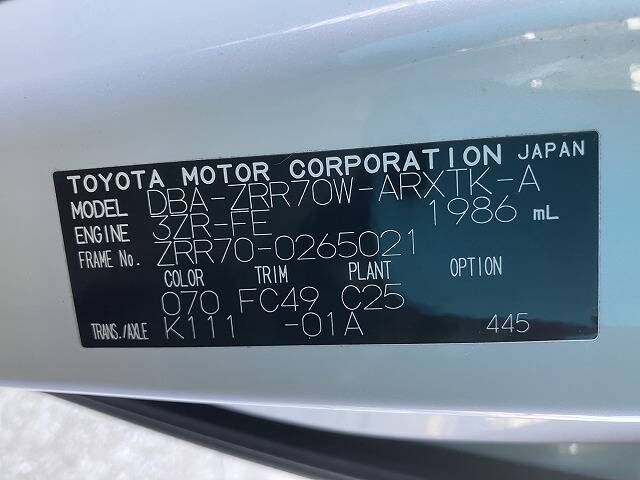 TOYOTA MOTOR CORPORATION JAPAN
MODEL DBA-ZRR70W-ARXTK-A
ENGINE 3ZR-FE 1986 mL
FRAME No. ZRR70-0265021
COLOR TRIM PLANT OPTION
070 FC49 C25
TRANS./AXLE K111 -01A 445